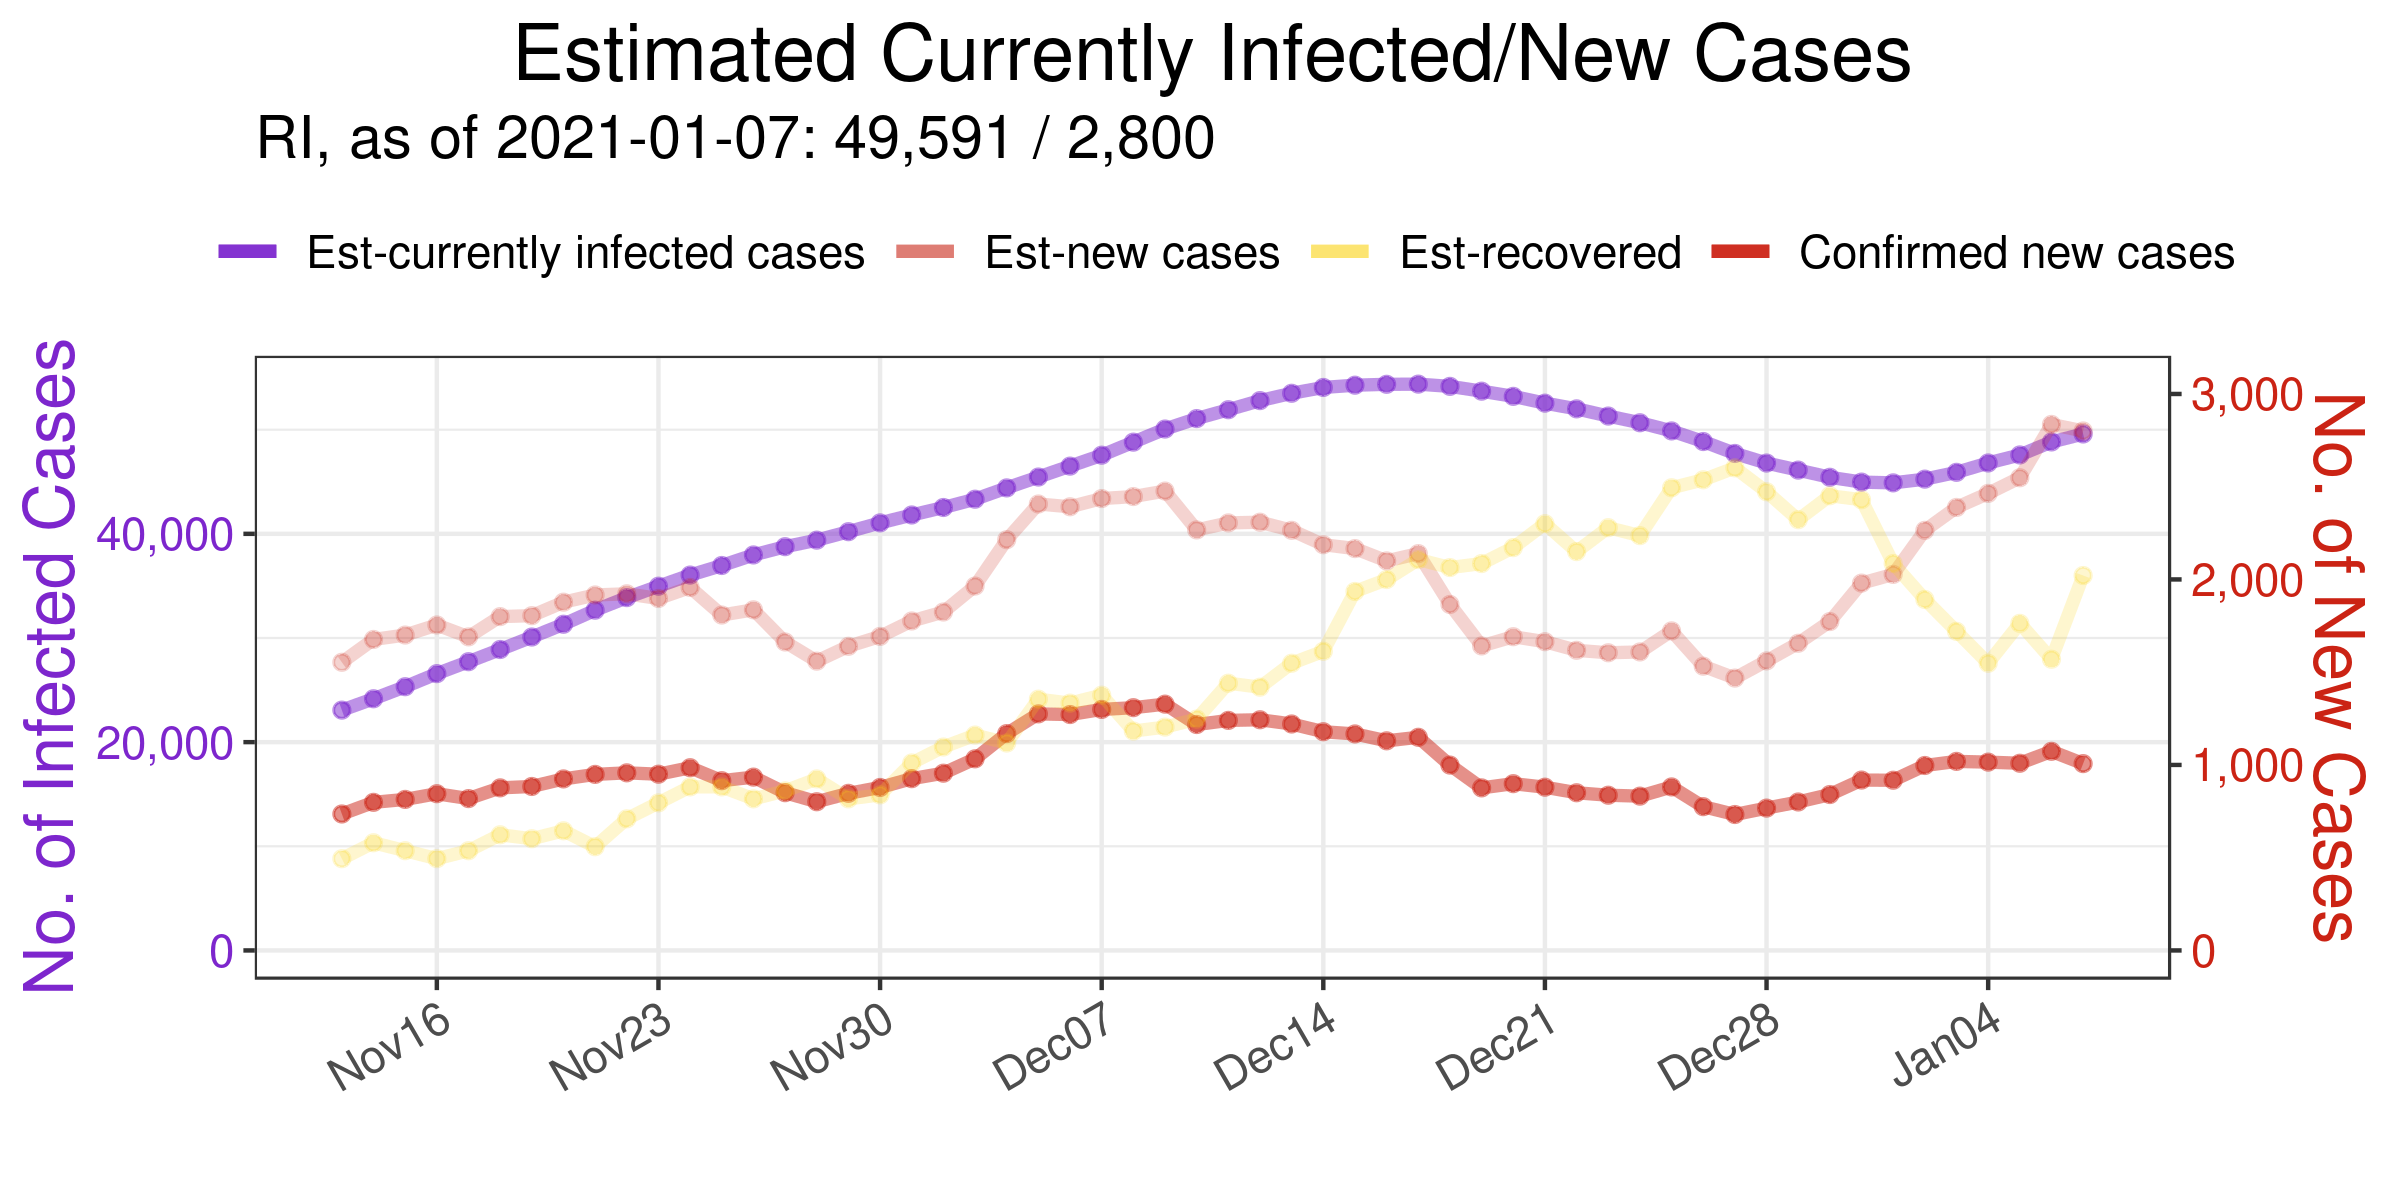 Estimated Currently Infected/New Cases
RI, as of 2021-01-07: 49,591 / 2,800
Est-currently infected cases
Est-new cases
Est-recovered
Confirmed new cases
No. of Infected Cases
40,000
20,000
0
3,000
2,000
1,000
0
No. of New Cases
Nov16
Nov23
Nov30
Dec07
Dec14
Dec21
Dec28
Jan04